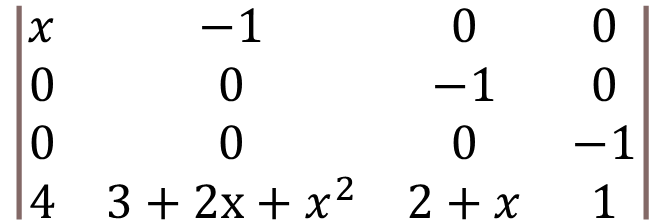 x −1 0 0
0 0 −1 0
0 0 0 −1
4 3 + 2x + x² 2 + x 1